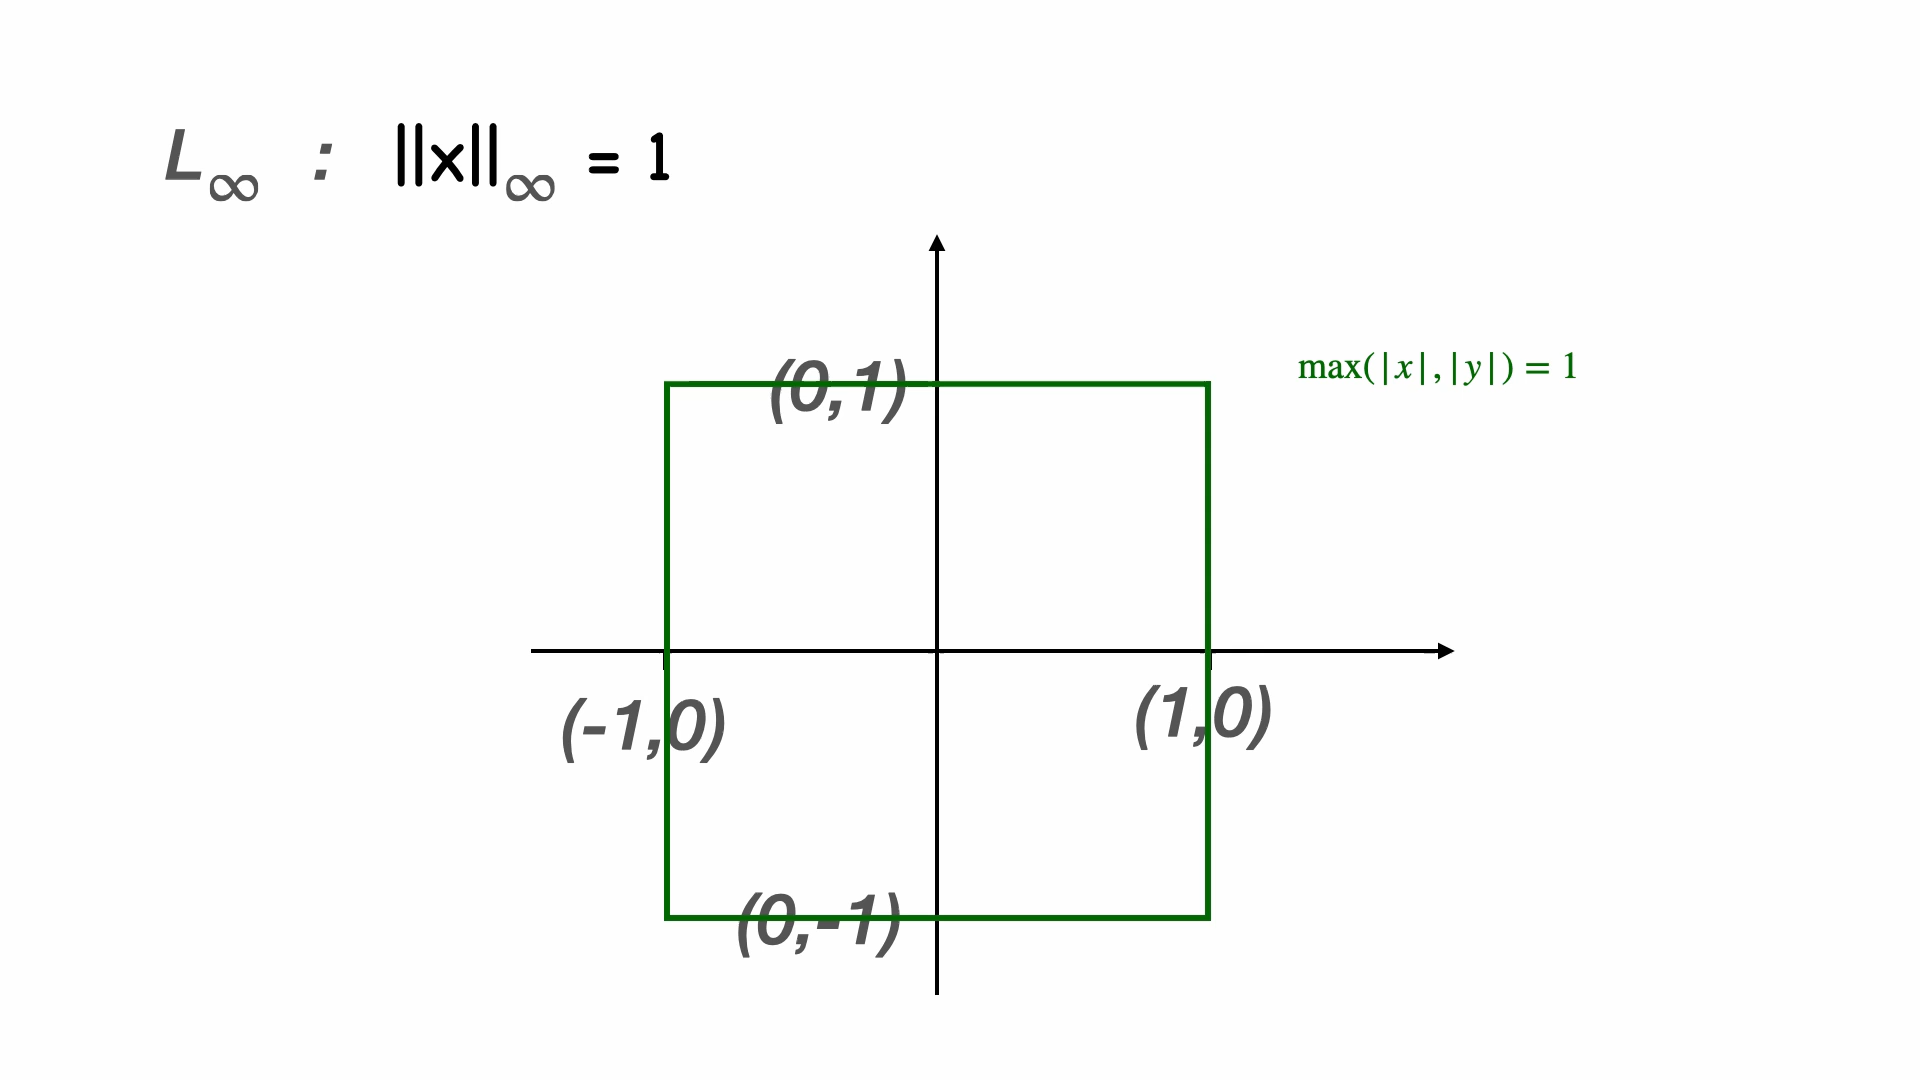 L∞ : ||x||∞ = 1
(0,1)
max(|x|,|y|) = 1
(-1,0)
(1,0)
(0,-1)